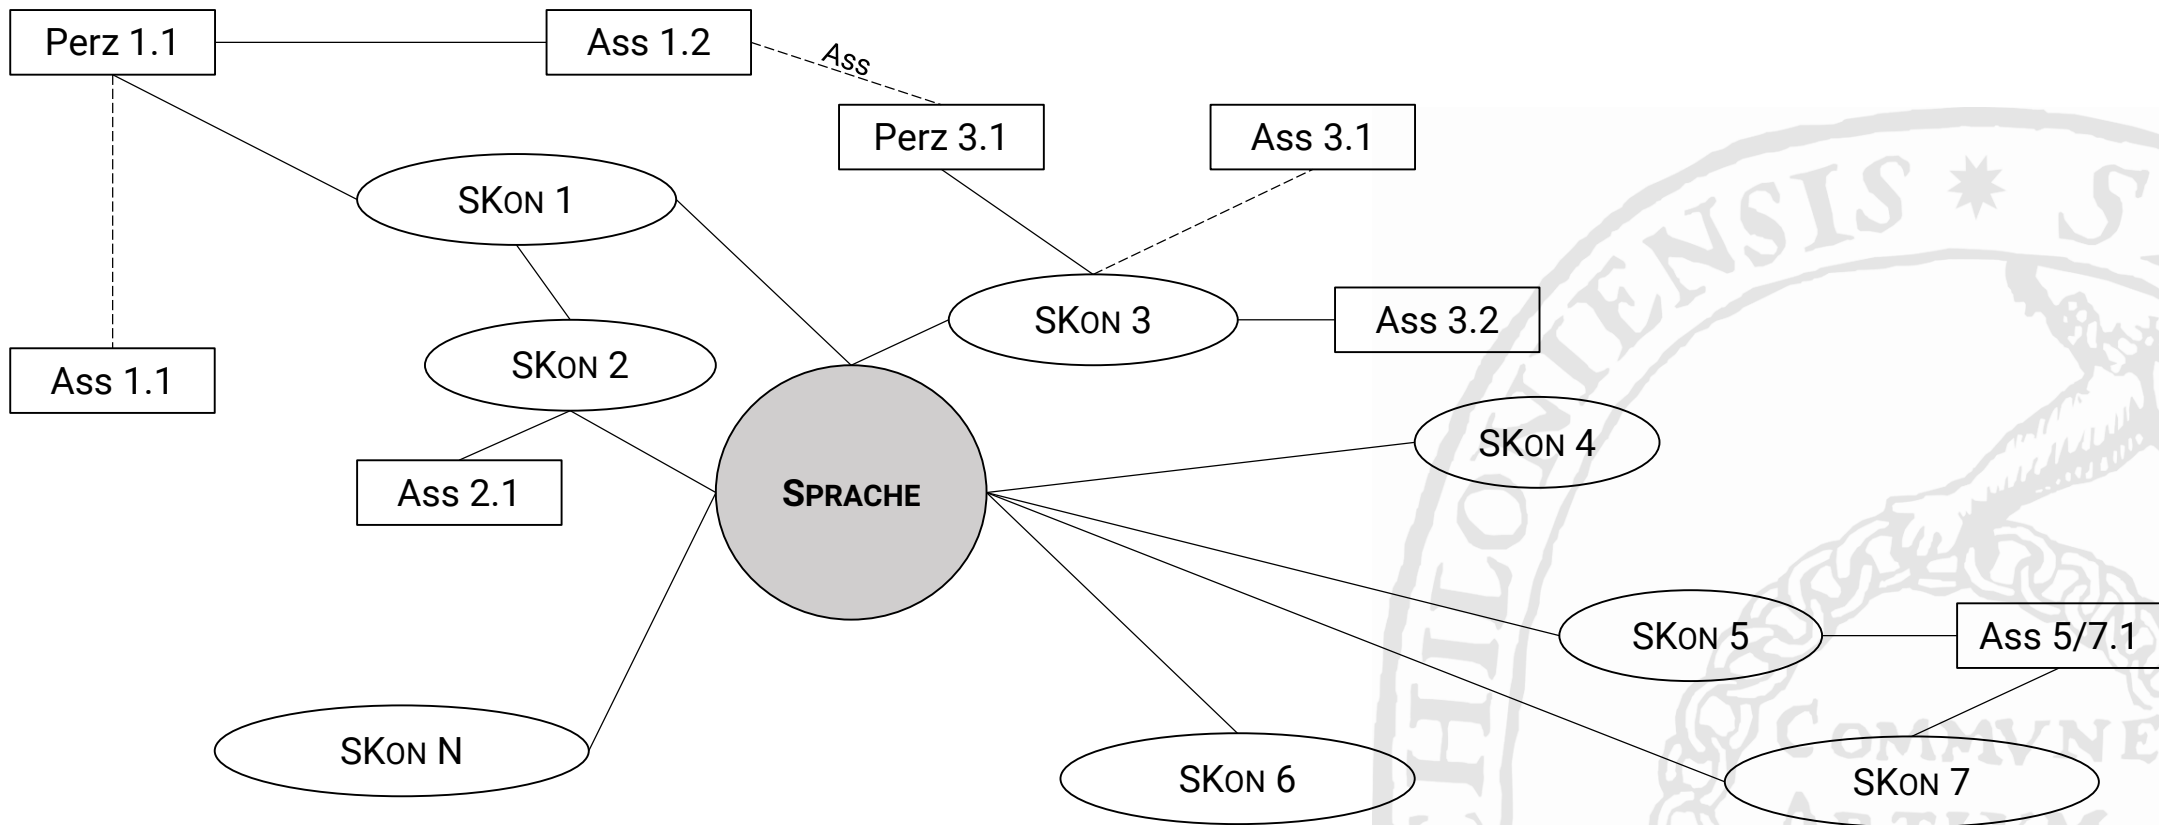 Perz 1.1
Ass 1.2
Ass
Perz 3.1
Ass 3.1
SKON 1
SKON 3
Ass 3.2
SKON 2
Ass 1.1
SKON 4
Ass 2.1
SPRACHE
SKON 5
Ass 5/7.1
SKON N
SKON 6
SKON 7
HILONIENSIS * S
COMMVNE